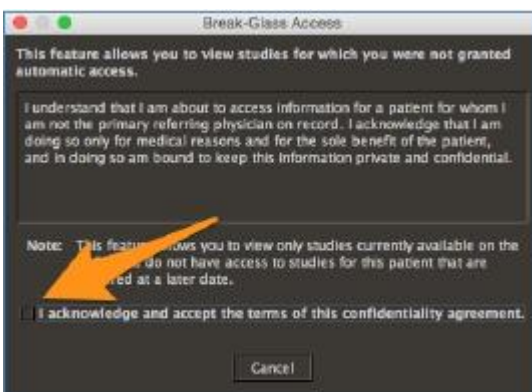 Break-Glass Access
This feature allows you to view studies for which you were not granted
automatic access.
I understand that I am about to access information for a patient for whom I
am not the primary referring physician on record. I acknowledge that I am
doing so only for medical reasons and for the sole benefit of the patient,
and in doing so am bound to keep this information private and confidential.
Note: This feature allows you to view only studies currently available on the
do not have access to studies for this patient that are
at a later date.
I acknowledge and accept the terms of this confidentiality agreement.
Cancel